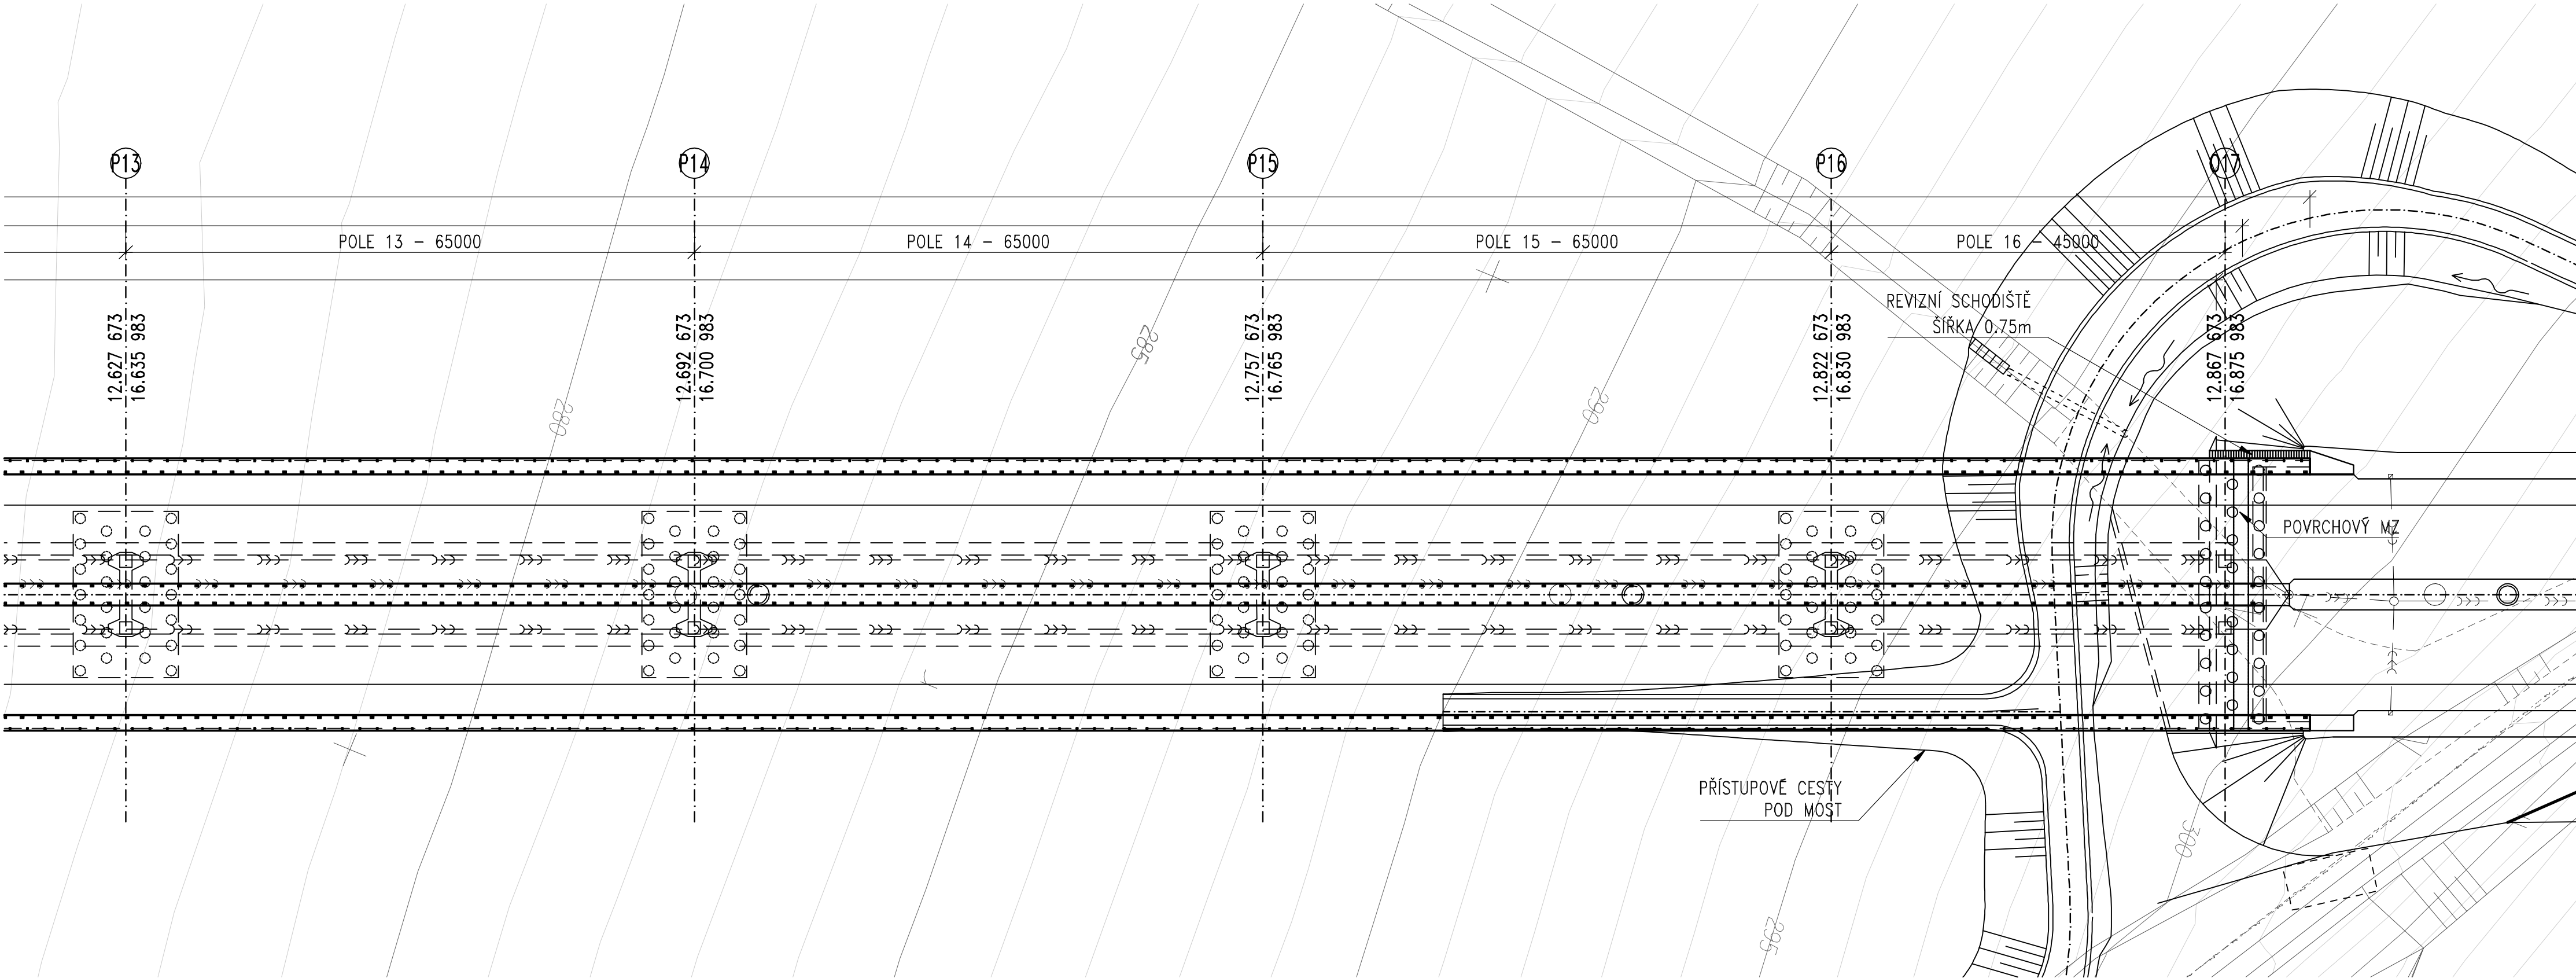 P13
P14
P15
P16
O17
POLE 13 - 65000
POLE 14 - 65000
POLE 15 - 65000
POLE 16 - 45000
12.627 673
16.635 983
12.692 673
16.700 983
12.757 673
16.765 983
12.822 673
16.830 983
12.867 673
16.875 983
REVIZNÍ SCHODIŠTĚ
ŠÍŘKA 0.75m
280
285
290
POVRCHOVÝ MZ
PŘÍSTUPOVÉ CESTY
POD MOST
295
300